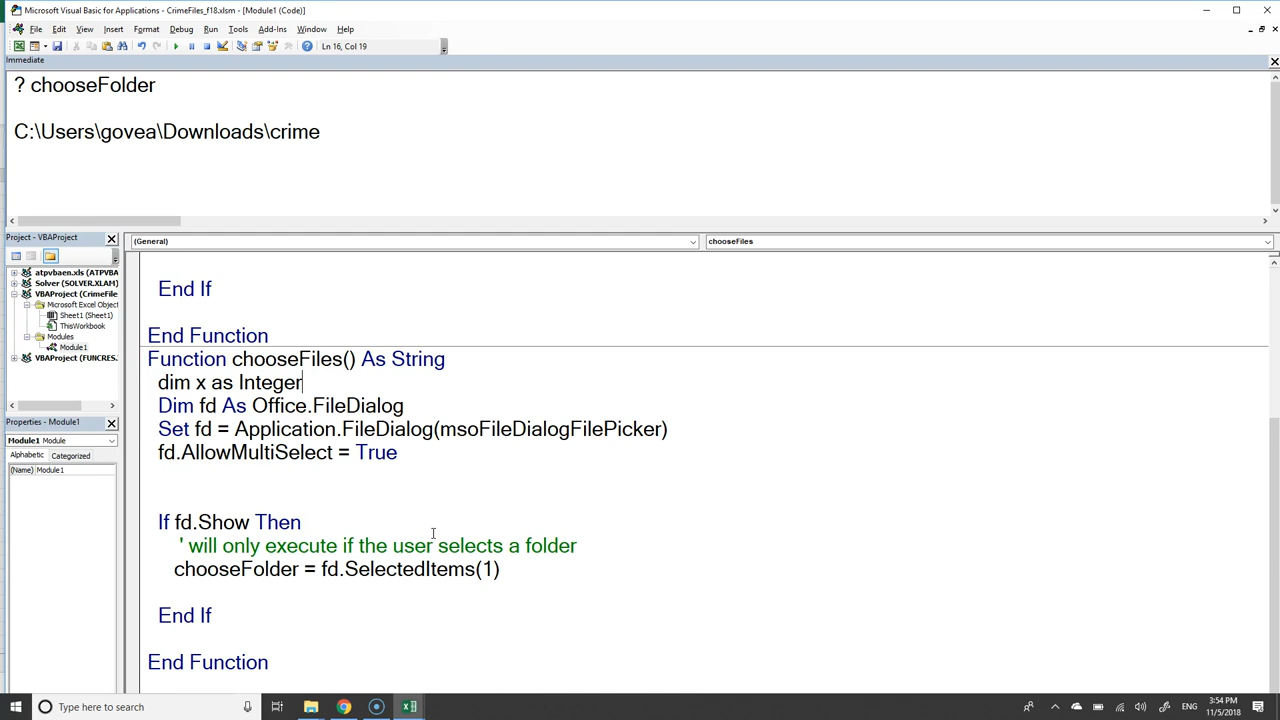 Microsoft Visual Basic for Applications - CrimeFiles_f18.xlsm - [Module1 (Code)]
File Edit View Insert Format Debug Run Tools Add-Ins Window Help
Ln 16, Col 19
Immediate
? chooseFolder
C:\Users\govea\Downloads\crime
Project - VBAProject
(General)
chooseFiles
atpvbaen.xls (ATPVBA
Solver (SOLVER.XLAM)
VBAProject (CrimeFile
Microsoft Excel Object
Sheet1 (Sheet1)
ThisWorkbook
Modules
Module1
VBAProject (FUNCRES.
Properties - Module1
Module1 Module
Alphabetic Categorized
(Name) Module1
End If
End Function
Function chooseFiles() As String
dim x as Integer
Dim fd As Office.FileDialog
Set fd = Application.FileDialog(msoFileDialogFilePicker)
fd.AllowMultiSelect = True
If fd.Show Then
' will only execute if the user selects a folder
chooseFolder = fd.SelectedItems(1)
End If
End Function
Type here to search
ENG
3:54 PM
11/5/2018